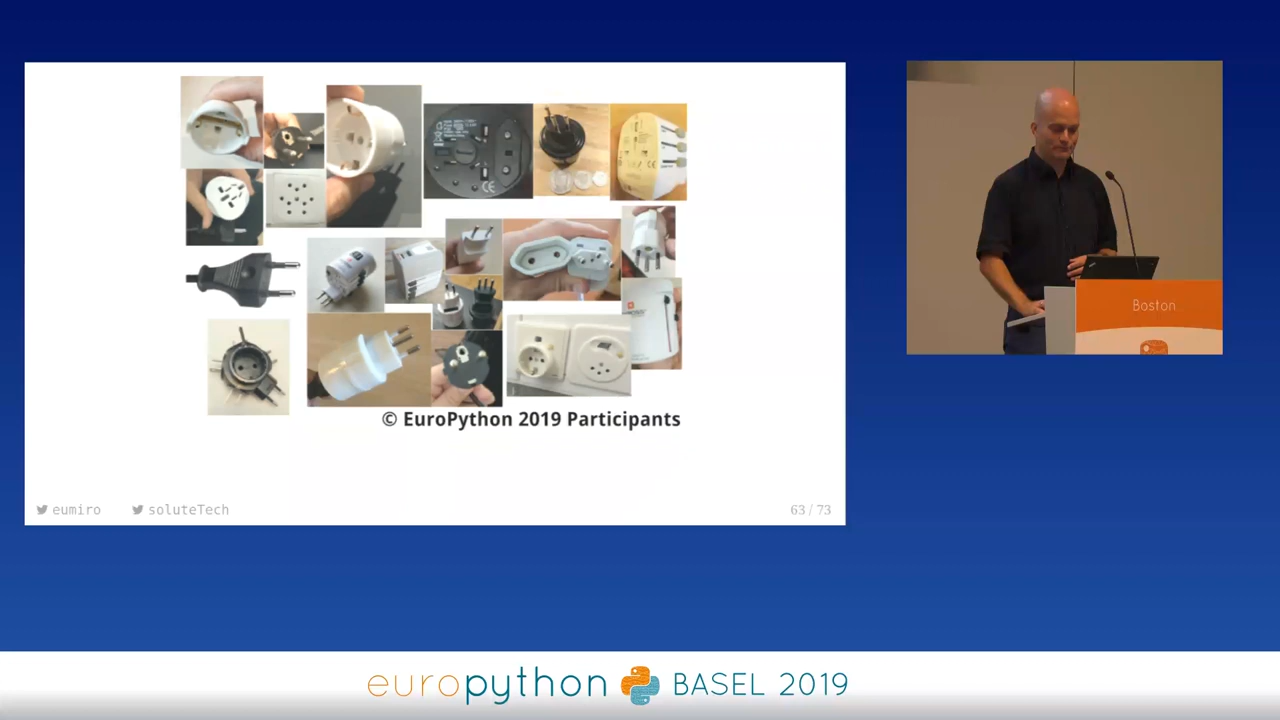 © EuroPython 2019 Participants
eumiro
soluteTech
63 / 73
Boston
europython BASEL 2019